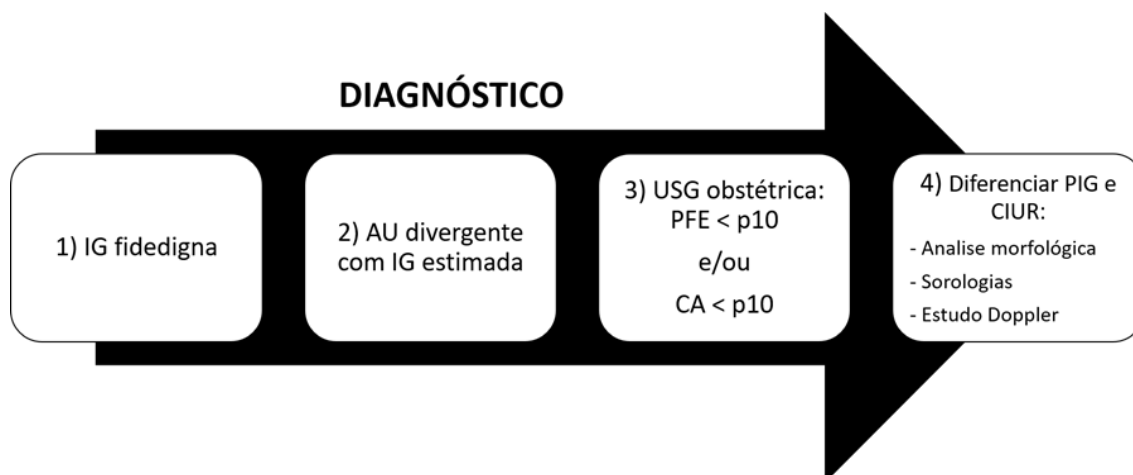 DIAGNÓSTICO
1) IG fidedigna
2) AU divergente
com IG estimada
3) USG obstétrica:
PFE < p10
e/ou
CA < p10
4) Diferenciar PIG e
CIUR:
- Analise morfológica
- Sorologias
- Estudo Doppler